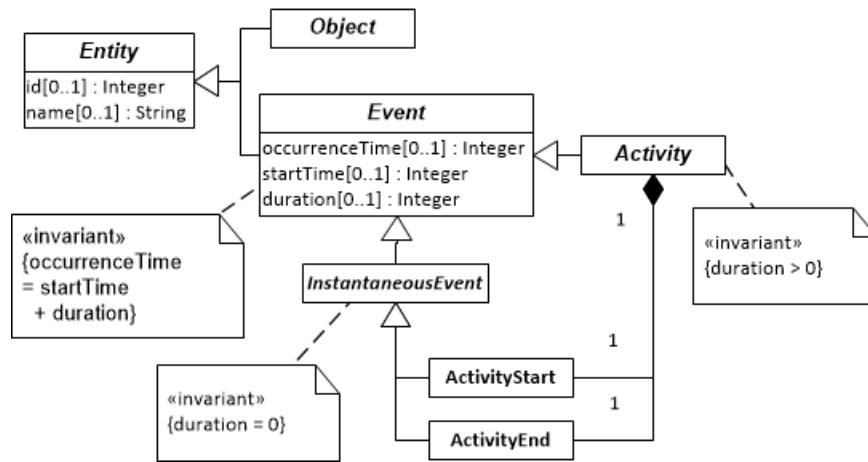 Object
Entity
id[0..1] : Integer
name[0..1] : String
Event
occurrenceTime[0..1] : Integer
startTime[0..1] : Integer
duration[0..1] : Integer
Activity
1
«invariant»
{occurrenceTime
= startTime
+ duration}
«invariant»
{duration > 0}
InstantaneousEvent
1
ActivityStart
1
«invariant»
{duration = 0}
ActivityEnd